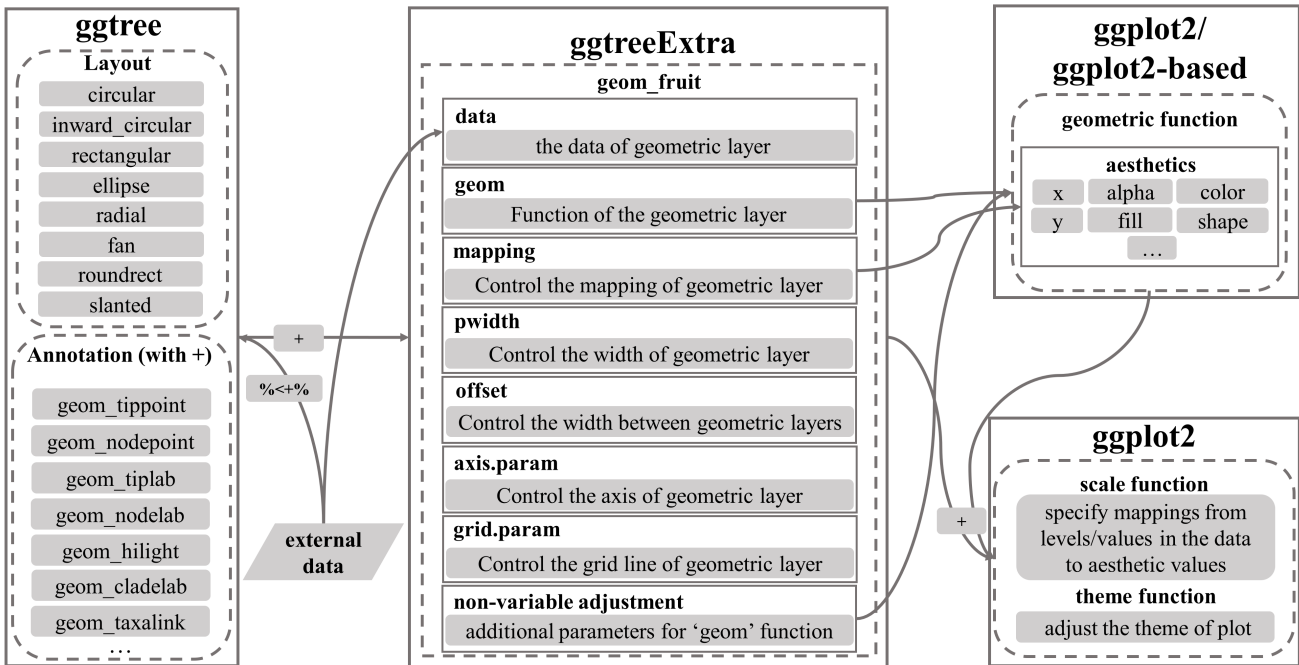 ggtree
Layout
circular
inward_circular
rectangular
ellipse
radial
fan
roundrect
slanted
Annotation (with +)
geom_tippoint
geom_nodepoint
geom_tiplab
geom_nodelab
geom_hilight
geom_cladelab
geom_taxalink
…
+
%<+%
external
data
ggtreeExtra
geom_fruit
data
the data of geometric layer
geom
Function of the geometric layer
mapping
Control the mapping of geometric layer
pwidth
Control the width of geometric layer
offset
Control the width between geometric layers
axis.param
Control the axis of geometric layer
grid.param
Control the grid line of geometric layer
non-variable adjustment
additional parameters for ‘geom’ function
ggplot2/
ggplot2-based
geometric function
aesthetics
x alpha color
y fill shape
…
+
ggplot2
scale function
specify mappings from
levels/values in the data
to aesthetic values
theme function
adjust the theme of plot